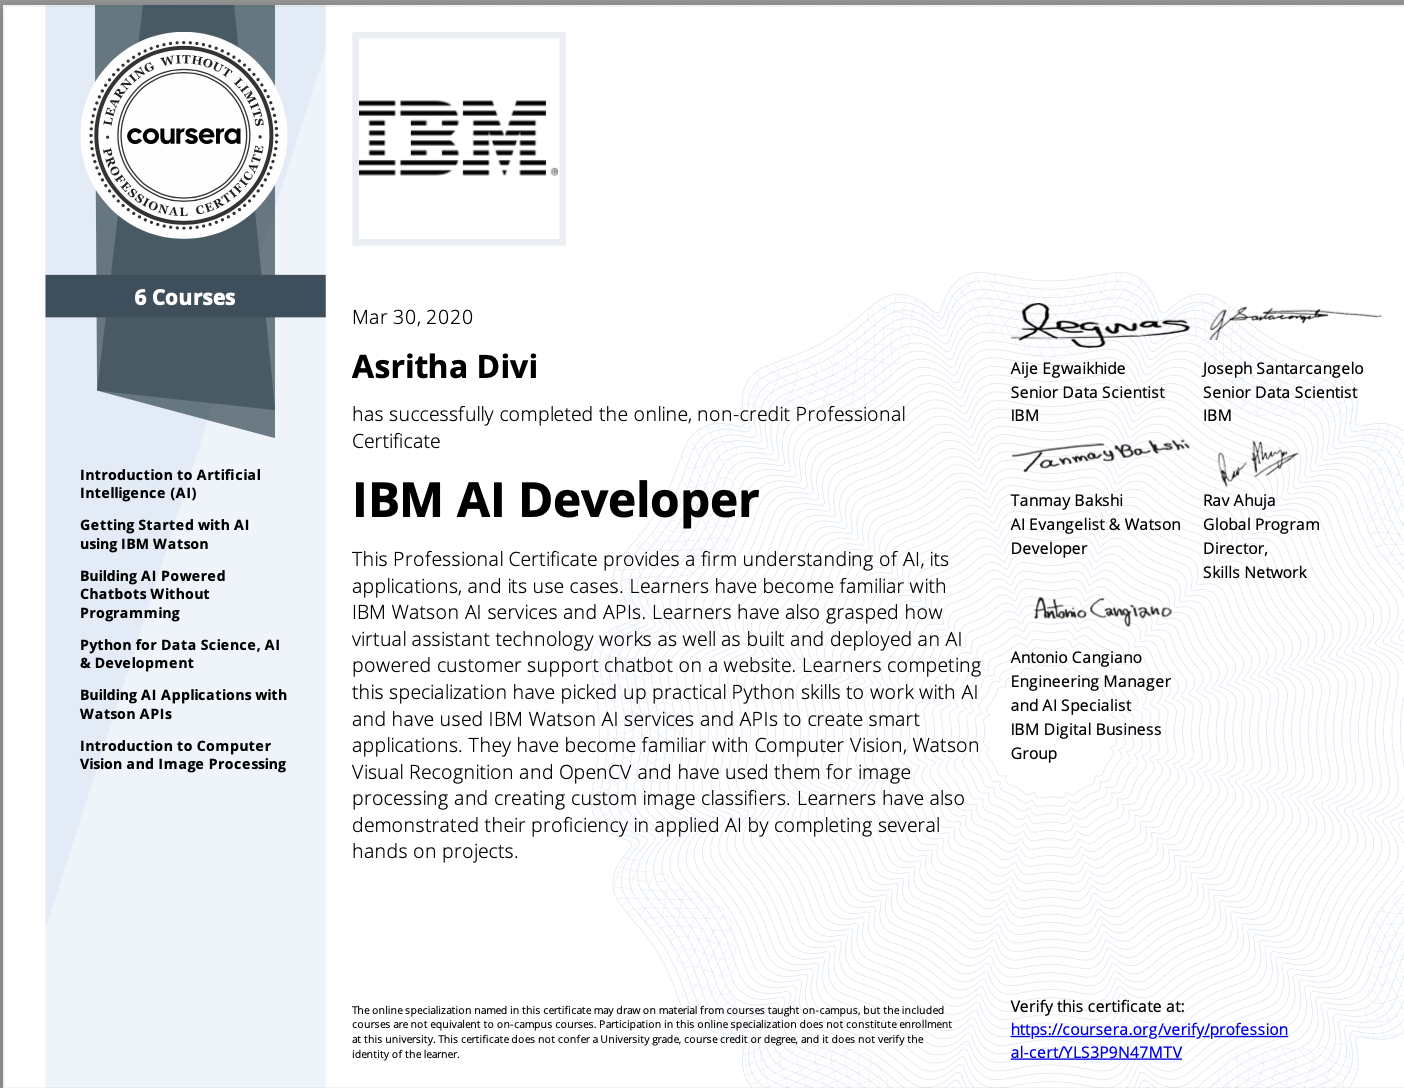 LEARNING WITHOUT LIMITS
coursera
PROFESSIONAL CERTIFICATE
6 Courses
Introduction to Artificial
Intelligence (AI)
Getting Started with AI
using IBM Watson
Building AI Powered
Chatbots Without
Programming
Python for Data Science, AI
& Development
Building AI Applications with
Watson APIs
Introduction to Computer
Vision and Image Processing
IBM®
Mar 30, 2020
Asritha Divi
has successfully completed the online, non-credit Professional
Certificate
IBM AI Developer
This Professional Certificate provides a firm understanding of AI, its
applications, and its use cases. Learners have become familiar with
IBM Watson AI services and APIs. Learners have also grasped how
virtual assistant technology works as well as built and deployed an AI
powered customer support chatbot on a website. Learners competing
this specialization have picked up practical Python skills to work with AI
and have used IBM Watson AI services and APIs to create smart
applications. They have become familiar with Computer Vision, Watson
Visual Recognition and OpenCV and have used them for image
processing and creating custom image classifiers. Learners have also
demonstrated their proficiency in applied AI by completing several
hands on projects.
Aije Egwaikhide
Senior Data Scientist
IBM
Joseph Santarcangelo
Senior Data Scientist
IBM
Tanmay Bakshi
Tanmay Bakshi
AI Evangelist & Watson
Developer
Rav Ahuja
Global Program
Director,
Skills Network
Antonio Cangiano
Antonio Cangiano
Engineering Manager
and AI Specialist
IBM Digital Business
Group
The online specialization named in this certificate may draw on material from courses taught on-campus, but the included
courses are not equivalent to on-campus courses. Participation in this online specialization does not constitute enrollment
at this university. This certificate does not confer a University grade, course credit or degree, and it does not verify the
identity of the learner.
Verify this certificate at:
https://coursera.org/verify/profession
al-cert/YLS3P9N47MTV